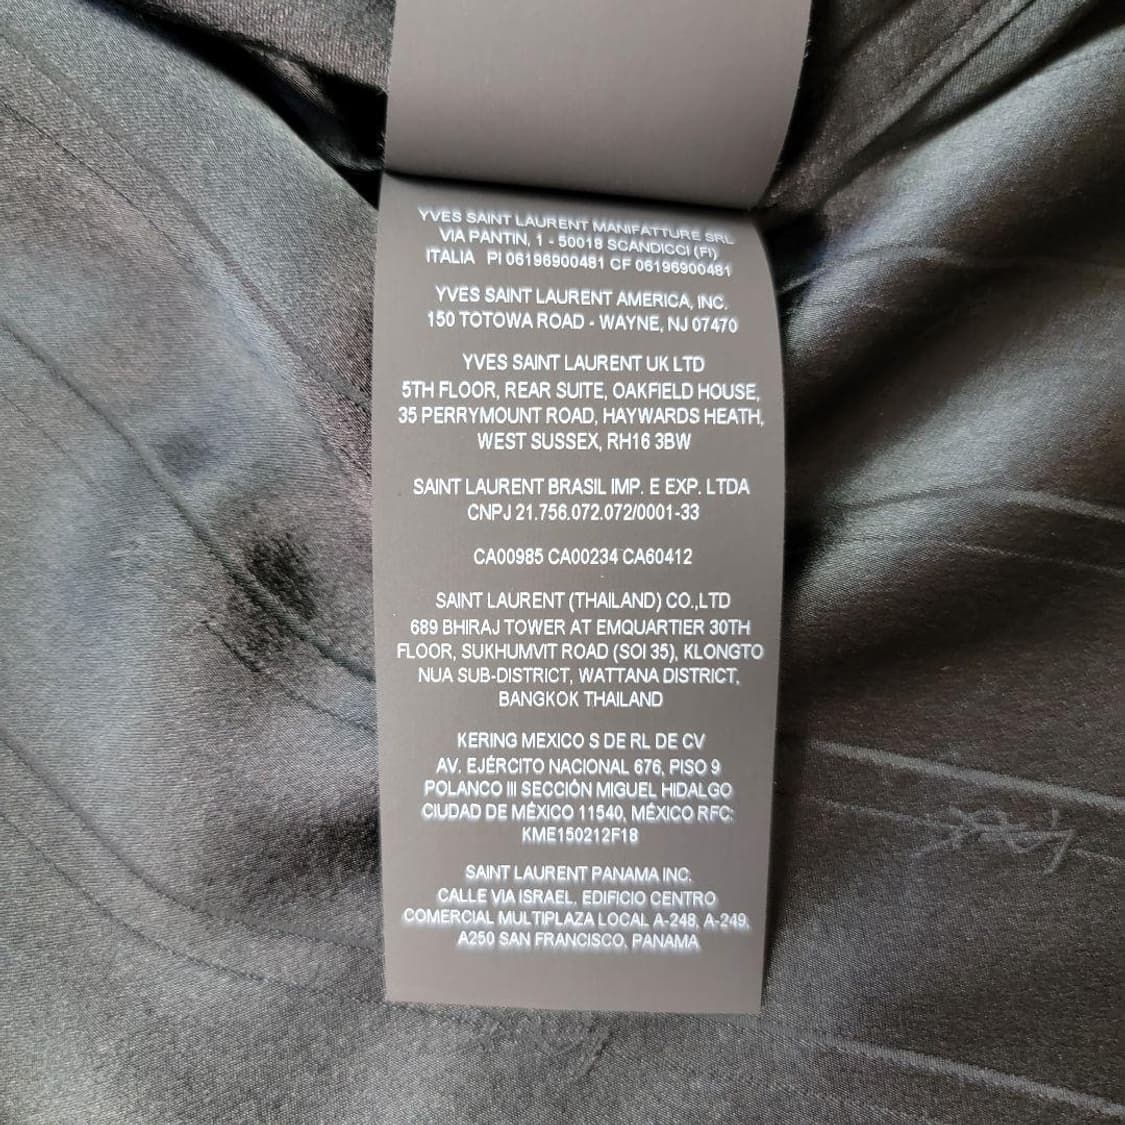 YVES SAINT LAURENT MANIFATTURE SRL
VIA PANTIN, 1 - 50018 SCANDICCI (FI)
ITALIA PI 06196900481 CF 06196900481
YVES SAINT LAURENT AMERICA, INC.
150 TOTOWA ROAD - WAYNE, NJ 07470
YVES SAINT LAURENT UK LTD
5TH FLOOR, REAR SUITE, OAKFIELD HOUSE,
35 PERRYMOUNT ROAD, HAYWARDS HEATH,
WEST SUSSEX, RH16 3BW
SAINT LAURENT BRASIL IMP. E EXP. LTDA
CNPJ 21.756.072.072/0001-33
CA00985 CA00234 CA60412
SAINT LAURENT (THAILAND) CO.,LTD
689 BHIRAJ TOWER AT EMQUARTIER 30TH
FLOOR, SUKHUMVIT ROAD (SOI 35), KLONGTO
NUA SUB-DISTRICT, WATTANA DISTRICT,
BANGKOK THAILAND
KERING MEXICO S DE RL DE CV
AV. EJÉRCITO NACIONAL 676, PISO 9
POLANCO III SECCIÓN MIGUEL HIDALGO
CIUDAD DE MÉXICO 11540, MÉXICO RFC:
KME150212F18
SAINT LAURENT PANAMA INC.
CALLE VIA ISRAEL, EDIFICIO CENTRO
COMERCIAL MULTIPLAZA LOCAL A-248, A-249,
A250 SAN FRANCISCO, PANAMA